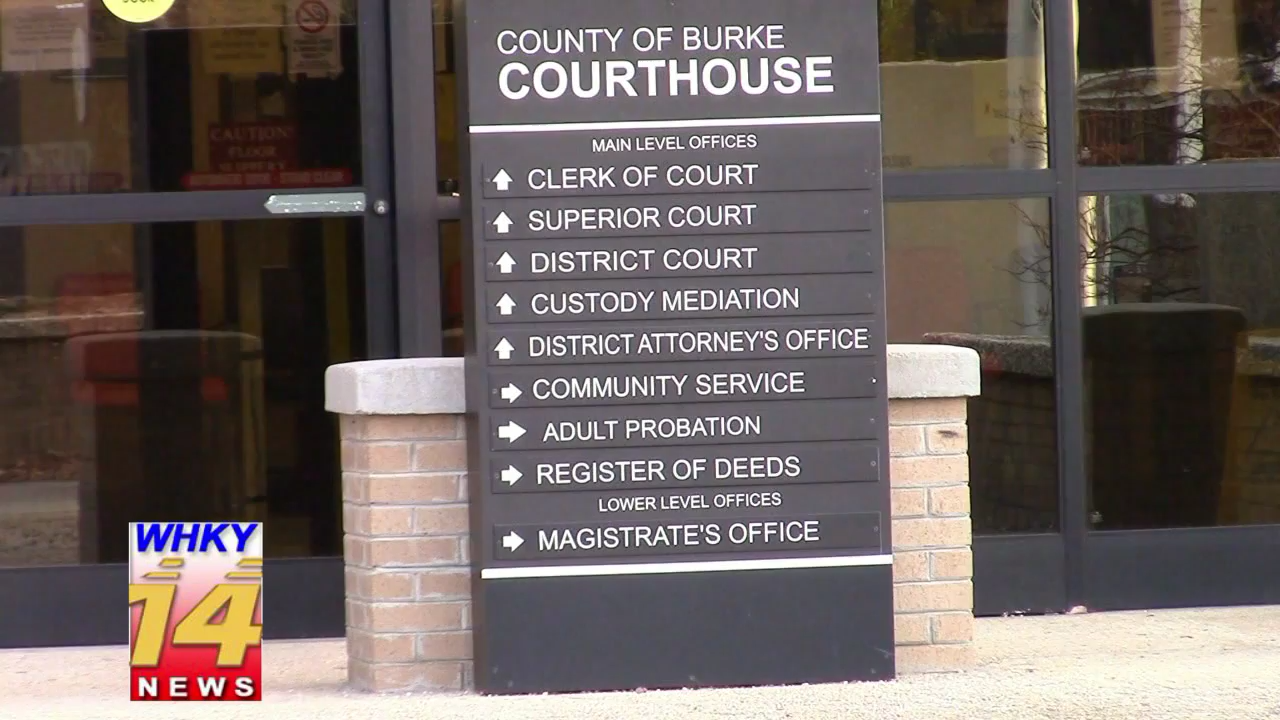 COUNTY OF BURKE
COURTHOUSE
MAIN LEVEL OFFICES
CLERK OF COURT
SUPERIOR COURT
DISTRICT COURT
CUSTODY MEDIATION
DISTRICT ATTORNEY'S OFFICE
COMMUNITY SERVICE
ADULT PROBATION
REGISTER OF DEEDS
LOWER LEVEL OFFICES
MAGISTRATE'S OFFICE
CAUTION!
FLOOR
SLIPPERY
WHKY
14
NEWS